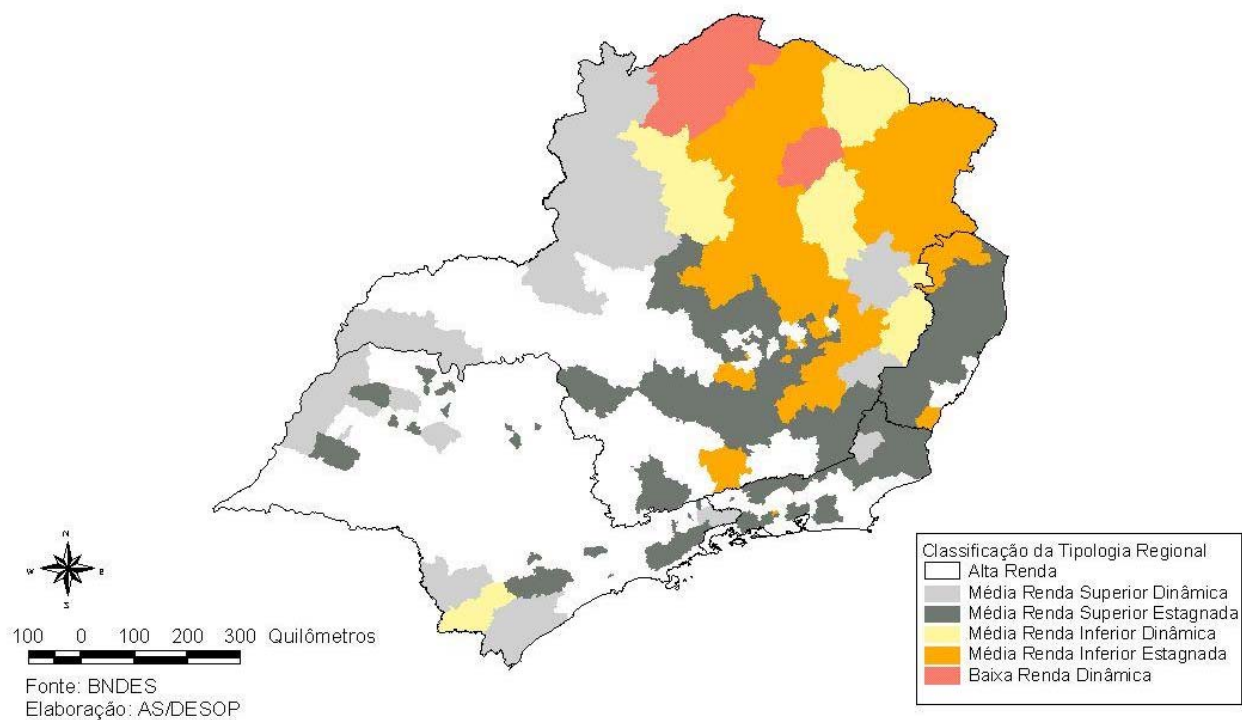 N
W
E
S
100 0 100 200 300 Quilômetros
Fonte: BNDES
Elaboração: AS/DESOP
Classificação da Tipologia Regional
Alta Renda
Média Renda Superior Dinâmica
Média Renda Superior Estagnada
Média Renda Inferior Dinâmica
Média Renda Inferior Estagnada
Baixa Renda Dinâmica